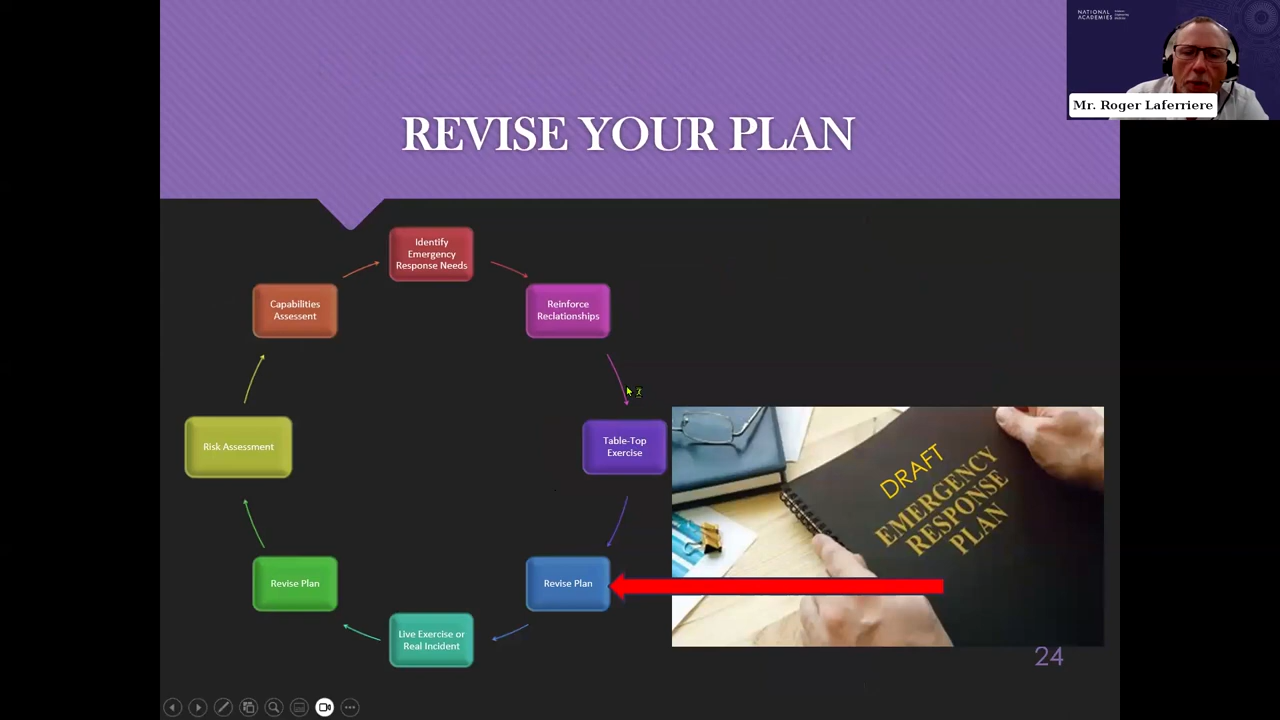 NATIONAL
ACADEMIES
Mr. Roger Laferriere
REVISE YOUR PLAN
Identify
Emergency
Response Needs
Capabilities
Assessent
Reinforce
Reclationships
Risk Assessment
Table-Top
Exercise
DRAFT
EMERGENCY
RESPONSE
PLAN
Revise Plan
Revise Plan
Live Exercise or
Real Incident
24